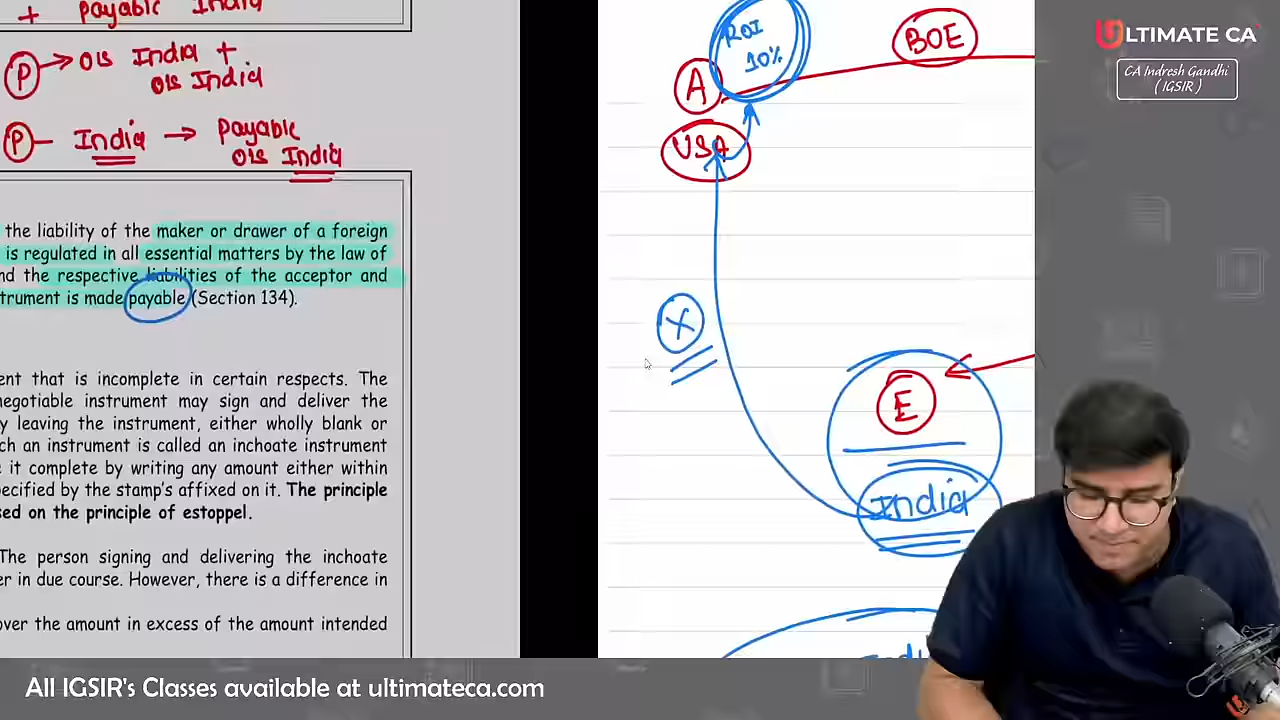 + payable India
P → o/s India +
o/s India
P – India → payable
o/s India
the liability of the maker or drawer of a foreign
is regulated in all essential matters by the law of
nd the respective liabilities of the acceptor and
trument is made payable (Section 134).
ent that is incomplete in certain respects. The
negotiable instrument may sign and deliver the
y leaving the instrument, either wholly blank or
ch an instrument is called an inchoate instrument
e it complete by writing any amount either within
pecified by the stamp's affixed on it. The principle
sed on the principle of estoppel.
The person signing and delivering the inchoate
er in due course. However, there is a difference in
over the amount in excess of the amount intended
ROI
10%
BOE
A
USA
X
E
India
ULTIMATE CA
CA Indresh Gandhi
( IGSIR )
All IGSIR's Classes available at ultimateca.com